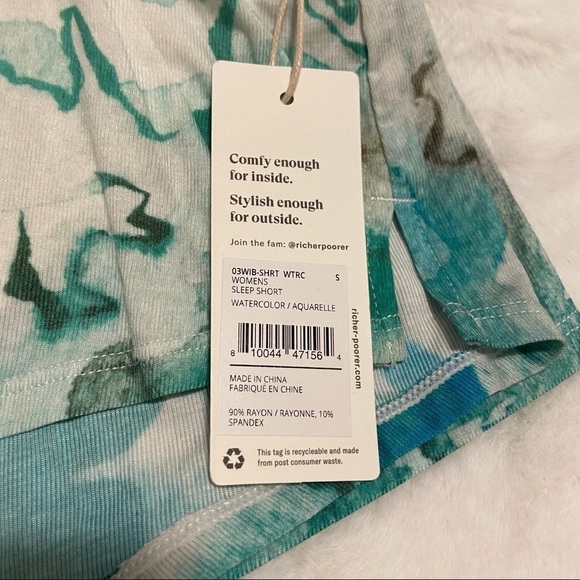 Comfy enough
for inside.
Stylish enough
for outside.
Join the fam: @richerpoorer
03WIB-SHRT WTRC S
WOMENS
SLEEP SHORT
WATERCOLOR / AQUARELLE
8 10044 47156 4
MADE IN CHINA
FABRIQUÉ EN CHINE
90% RAYON / RAYONNE, 10%
SPANDEX
richer-poorer.com
This tag is recycleable and made
from post consumer waste.